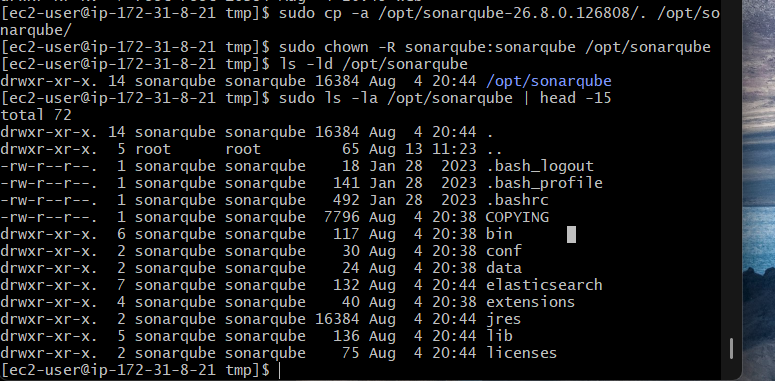 [ec2-user@ip-172-31-8-21 tmp]$ sudo cp -a /opt/sonarqube-26.8.0.126808/. /opt/so
narqube/
[ec2-user@ip-172-31-8-21 tmp]$ sudo chown -R sonarqube:sonarqube /opt/sonarqube
[ec2-user@ip-172-31-8-21 tmp]$ ls -ld /opt/sonarqube
drwxr-xr-x. 14 sonarqube sonarqube 16384 Aug  4 20:44 /opt/sonarqube
[ec2-user@ip-172-31-8-21 tmp]$ sudo ls -la /opt/sonarqube | head -15
total 72
drwxr-xr-x. 14 sonarqube sonarqube 16384 Aug  4 20:44 .
drwxr-xr-x.  5 root      root         65 Aug 13 11:23 ..
-rw-r--r--.  1 sonarqube sonarqube    18 Jan 28  2023 .bash_logout
-rw-r--r--.  1 sonarqube sonarqube   141 Jan 28  2023 .bash_profile
-rw-r--r--.  1 sonarqube sonarqube   492 Jan 28  2023 .bashrc
-rw-r--r--.  1 sonarqube sonarqube  7796 Aug  4 20:38 COPYING
drwxr-xr-x.  6 sonarqube sonarqube   117 Aug  4 20:38 bin
drwxr-xr-x.  2 sonarqube sonarqube    30 Aug  4 20:38 conf
drwxr-xr-x.  2 sonarqube sonarqube    24 Aug  4 20:38 data
drwxr-xr-x.  7 sonarqube sonarqube   132 Aug  4 20:44 elasticsearch
drwxr-xr-x.  4 sonarqube sonarqube    40 Aug  4 20:38 extensions
drwxr-xr-x.  2 sonarqube sonarqube 16384 Aug  4 20:44 jres
drwxr-xr-x.  5 sonarqube sonarqube   136 Aug  4 20:44 lib
drwxr-xr-x.  2 sonarqube sonarqube    75 Aug  4 20:44 licenses
[ec2-user@ip-172-31-8-21 tmp]$